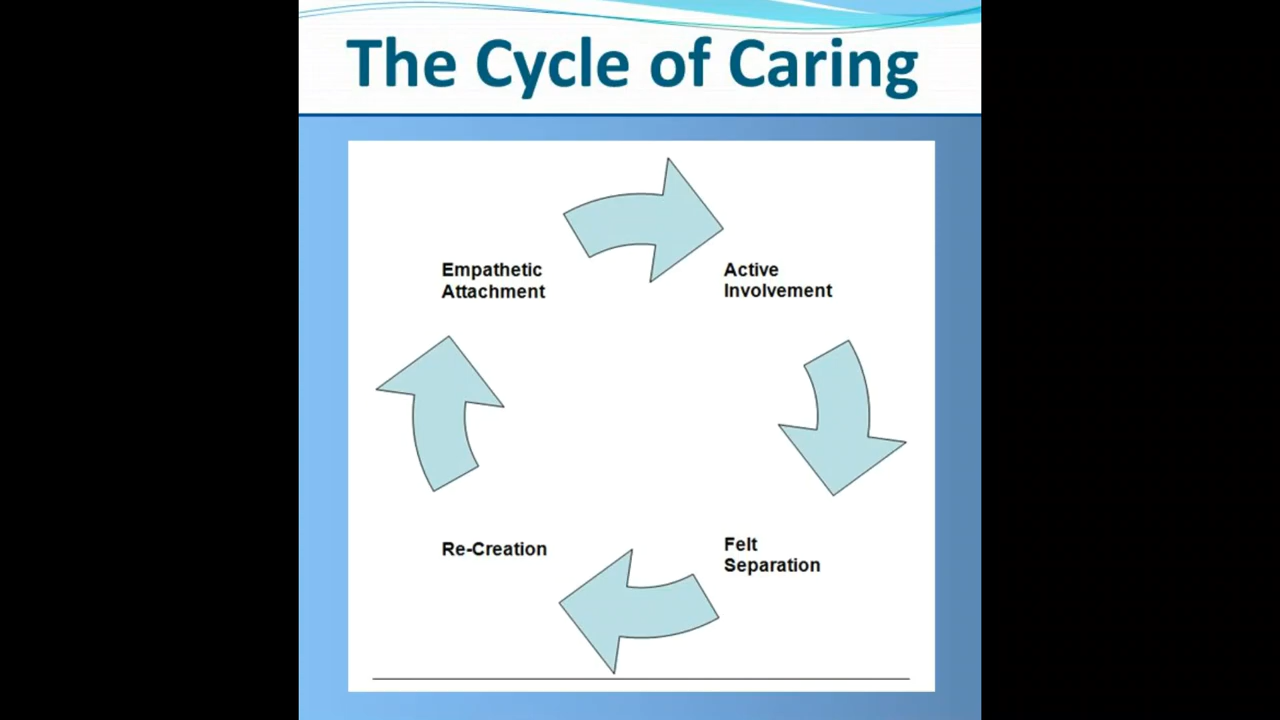 The Cycle of Caring
Empathetic
Attachment
Active
Involvement
Re-Creation
Felt
Separation